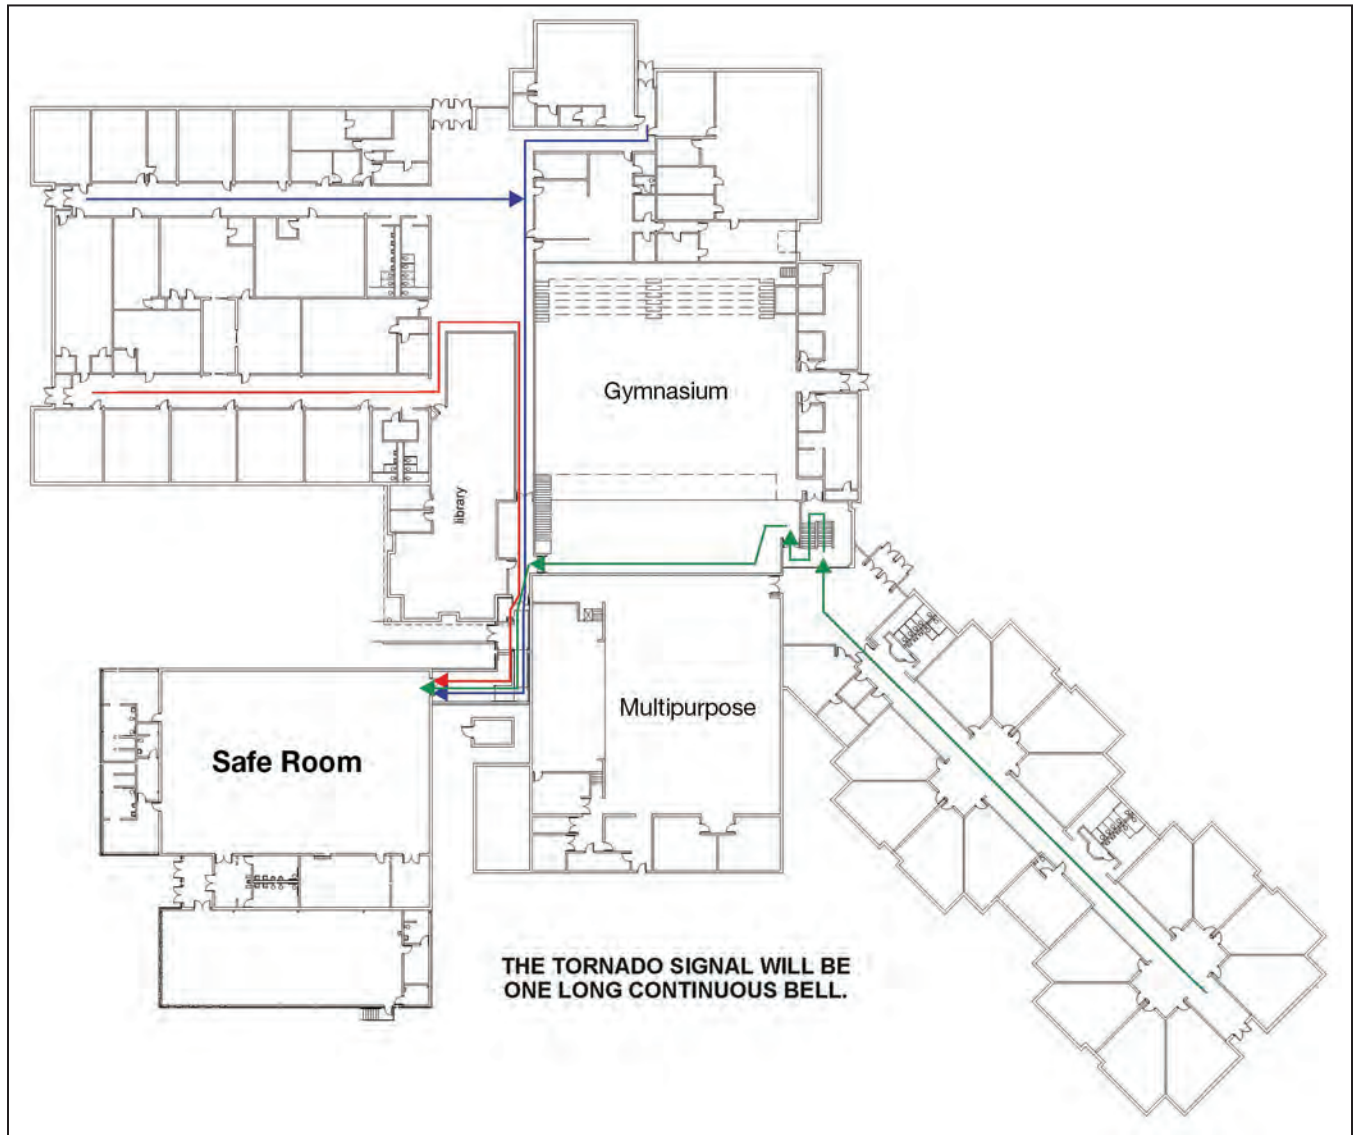 Gymnasium
library
Multipurpose
Safe Room
THE TORNADO SIGNAL WILL BE
ONE LONG CONTINUOUS BELL.